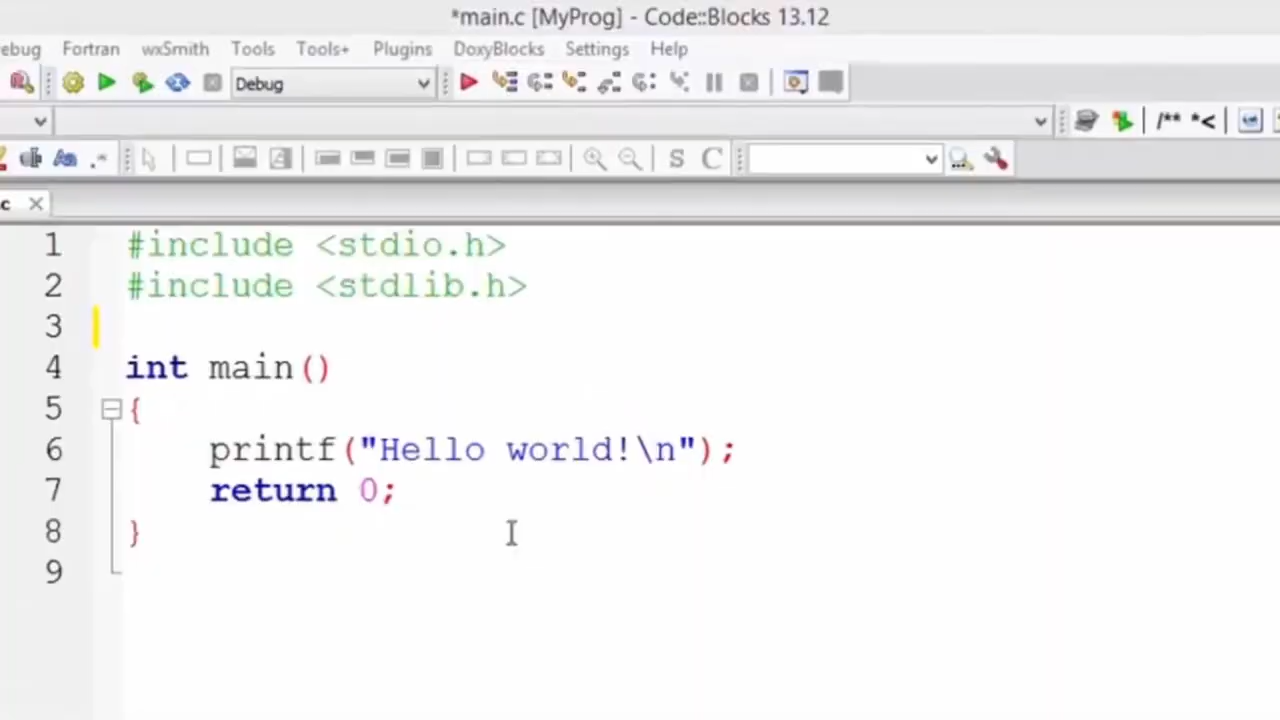 *main.c [MyProg] - Code::Blocks 13.12
ebug Fortran wxSmith Tools Tools+ Plugins DoxyBlocks Settings Help
Debug
/** *<
.* S C
c
1 #include <stdio.h>
2 #include <stdlib.h>
3
4 int main()
5 {
6 printf("Hello world!\n");
7 return 0;
8 }
9